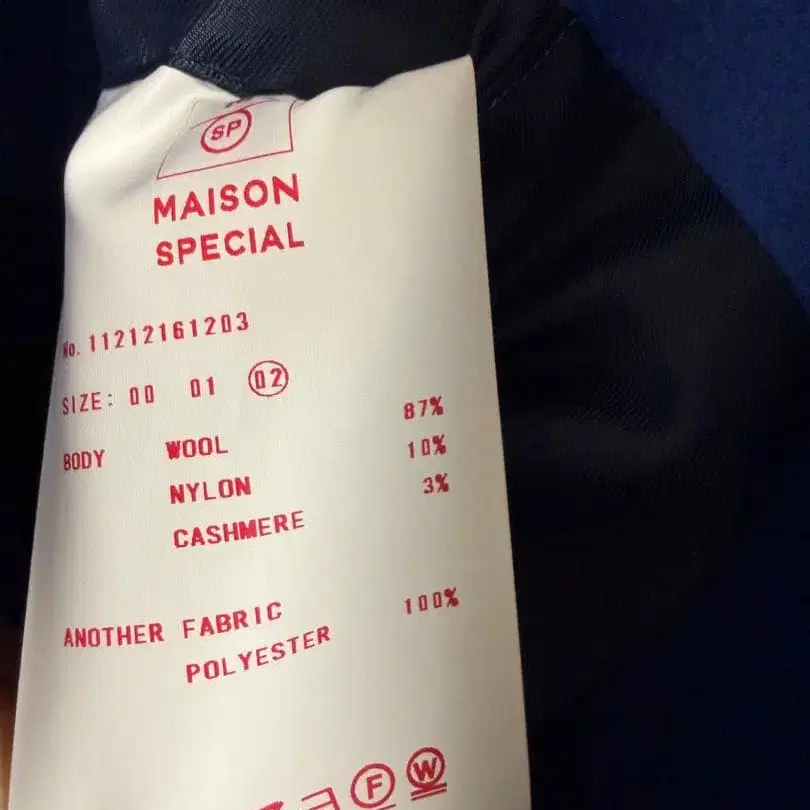 SP
MAISON
SPECIAL
No. 11212161203
SIZE: 00 01 02
BODY WOOL 87%
NYLON 10%
CASHMERE 3%
ANOTHER FABRIC
POLYESTER 100%
F W